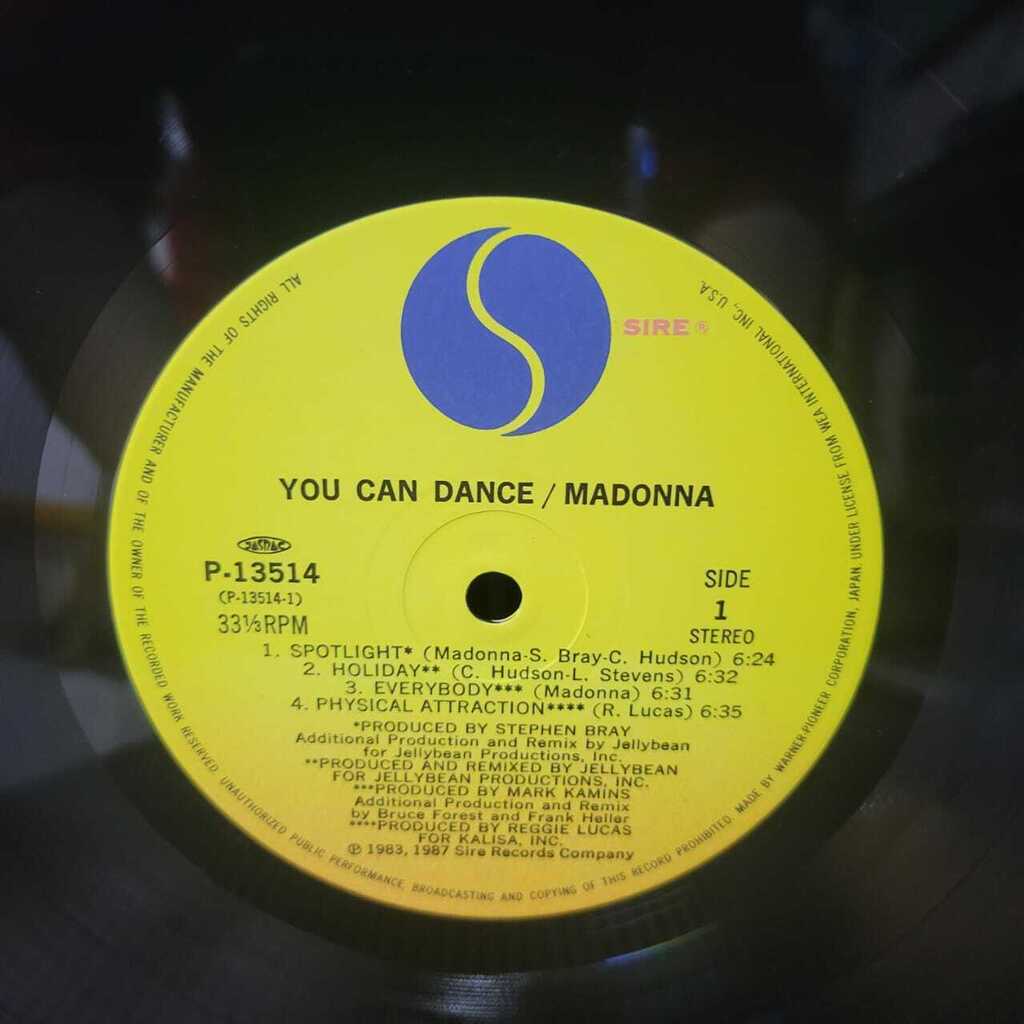 SIRE ®
YOU CAN DANCE / MADONNA
JASRAC
P-13514
(P-13514-1)
33⅓RPM
SIDE
1
STEREO
1. SPOTLIGHT* (Madonna-S. Bray-C. Hudson) 6:24
2. HOLIDAY** (C. Hudson-L. Stevens) 6:32
3. EVERYBODY*** (Madonna) 6:31
4. PHYSICAL ATTRACTION**** (R. Lucas) 6:35
*PRODUCED BY STEPHEN BRAY
Additional Production and Remix by Jellybean
for Jellybean Productions, Inc.
**PRODUCED AND REMIXED BY JELLYBEAN
FOR JELLYBEAN PRODUCTIONS, INC.
***PRODUCED BY MARK KAMINS
Additional Production and Remix
by Bruce Forest and Frank Heller
****PRODUCED BY REGGIE LUCAS
FOR KALISA, INC.
℗ 1983, 1987 Sire Records Company
ALL RIGHTS OF THE MANUFACTURER AND OF THE OWNER OF THE RECORDED WORK RESERVED. UNAUTHORIZED PUBLIC PERFORMANCE, BROADCASTING AND COPYING OF THIS RECORD PROHIBITED. MADE BY WARNER-PIONEER CORPORATION, JAPAN. UNDER LICENSE FROM WEA INTERNATIONAL INC., U.S.A.